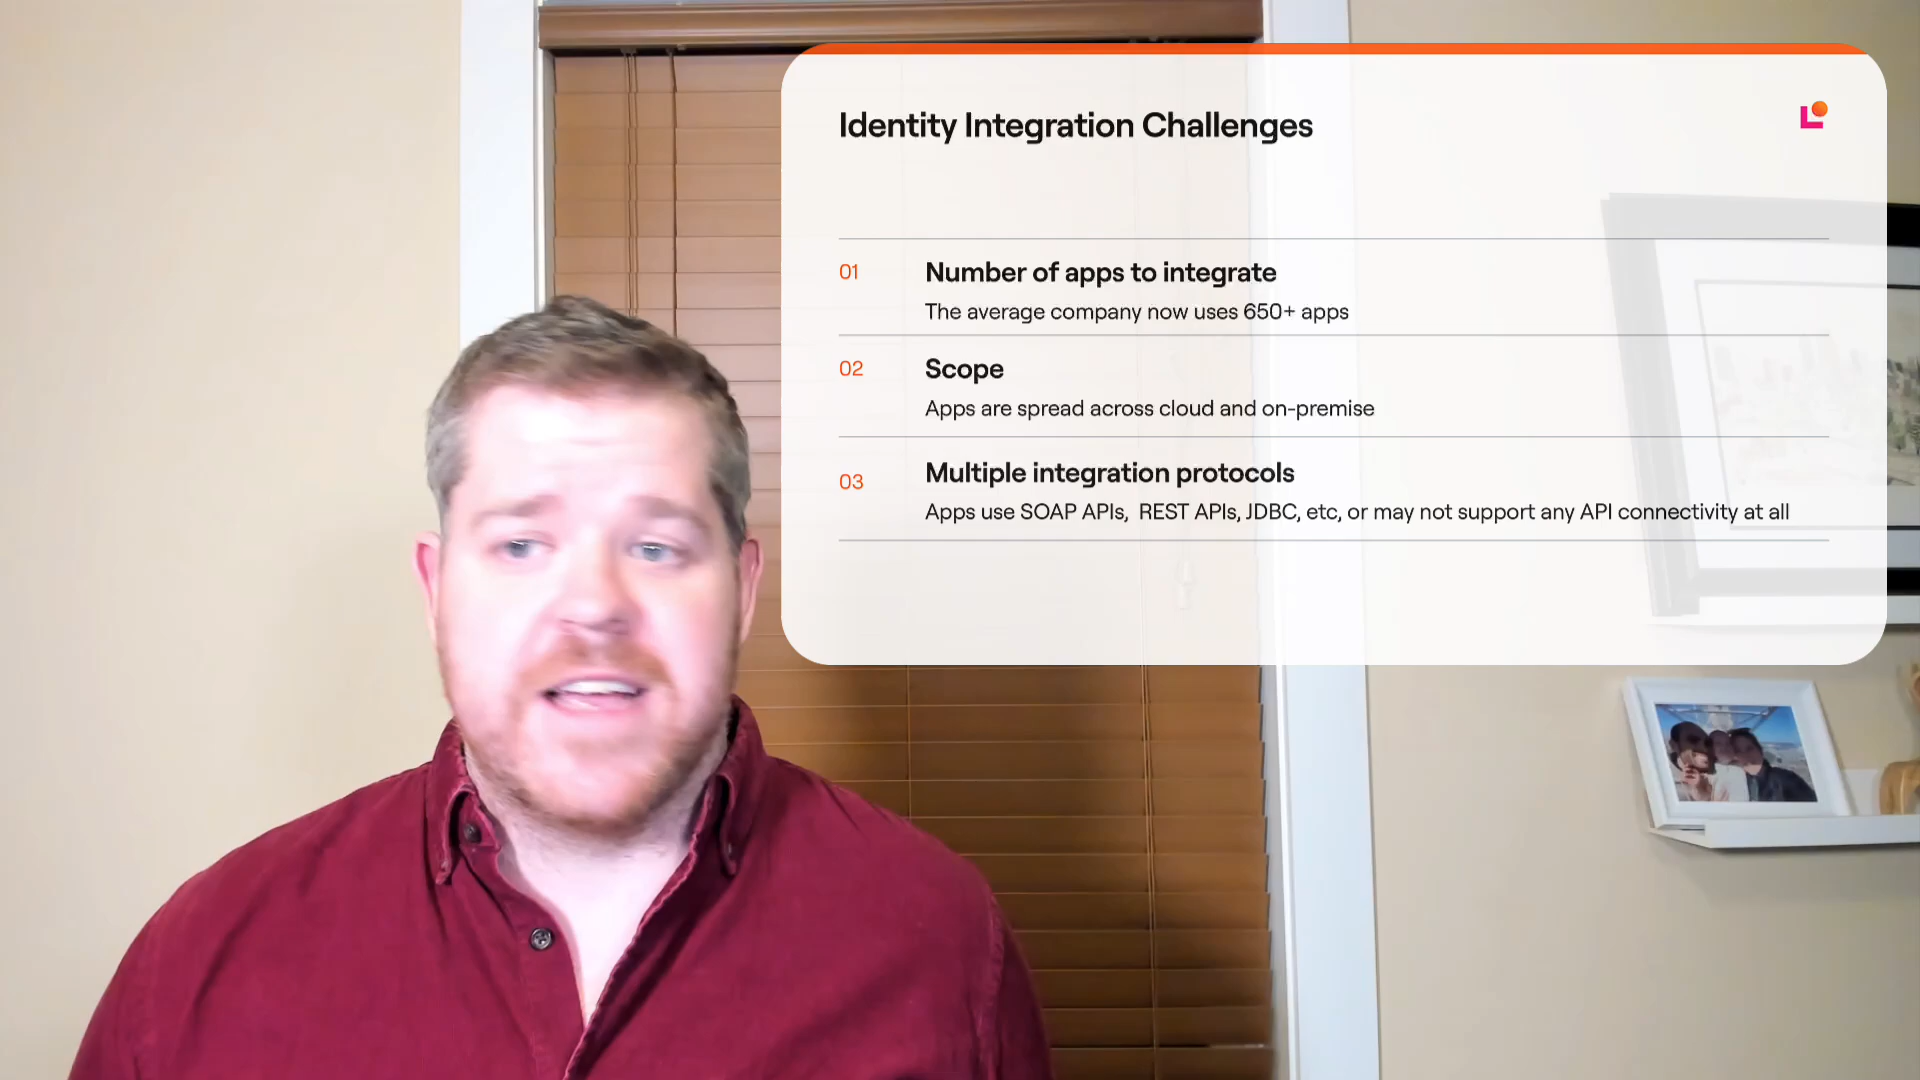 Identity Integration Challenges
01
Number of apps to integrate
The average company now uses 650+ apps
02
Scope
Apps are spread across cloud and on-premise
03
Multiple integration protocols
Apps use SOAP APIs,  REST APIs, JDBC, etc, or may not support any API connectivity at all